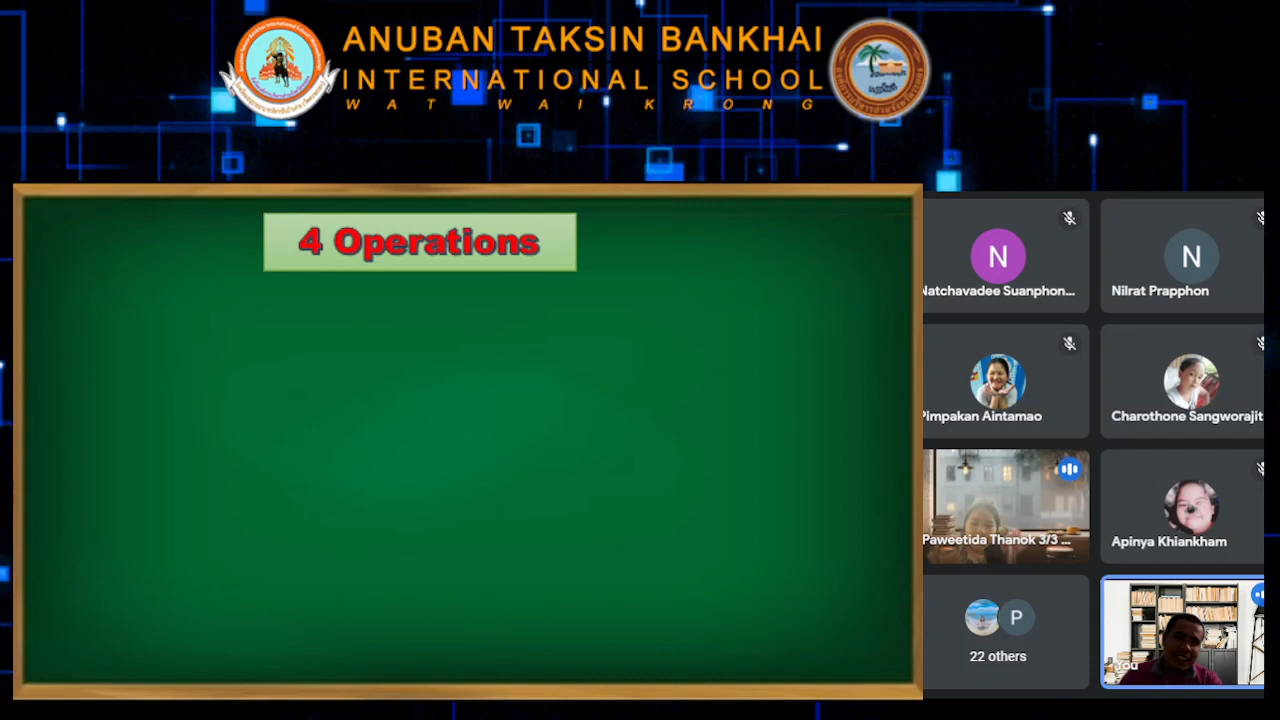 ANUBAN TAKSIN BANKHAI
INTERNATIONAL SCHOOL
WAT WAI KRONG
4 Operations
N
Natchavadee Suanphon...
N
Nilrat Prapphon
Pimpakan Aintamao
Charothone Sangworajit
Paweetida Thanok 3/3 ...
Apinya Khiankham
P
22 others
You